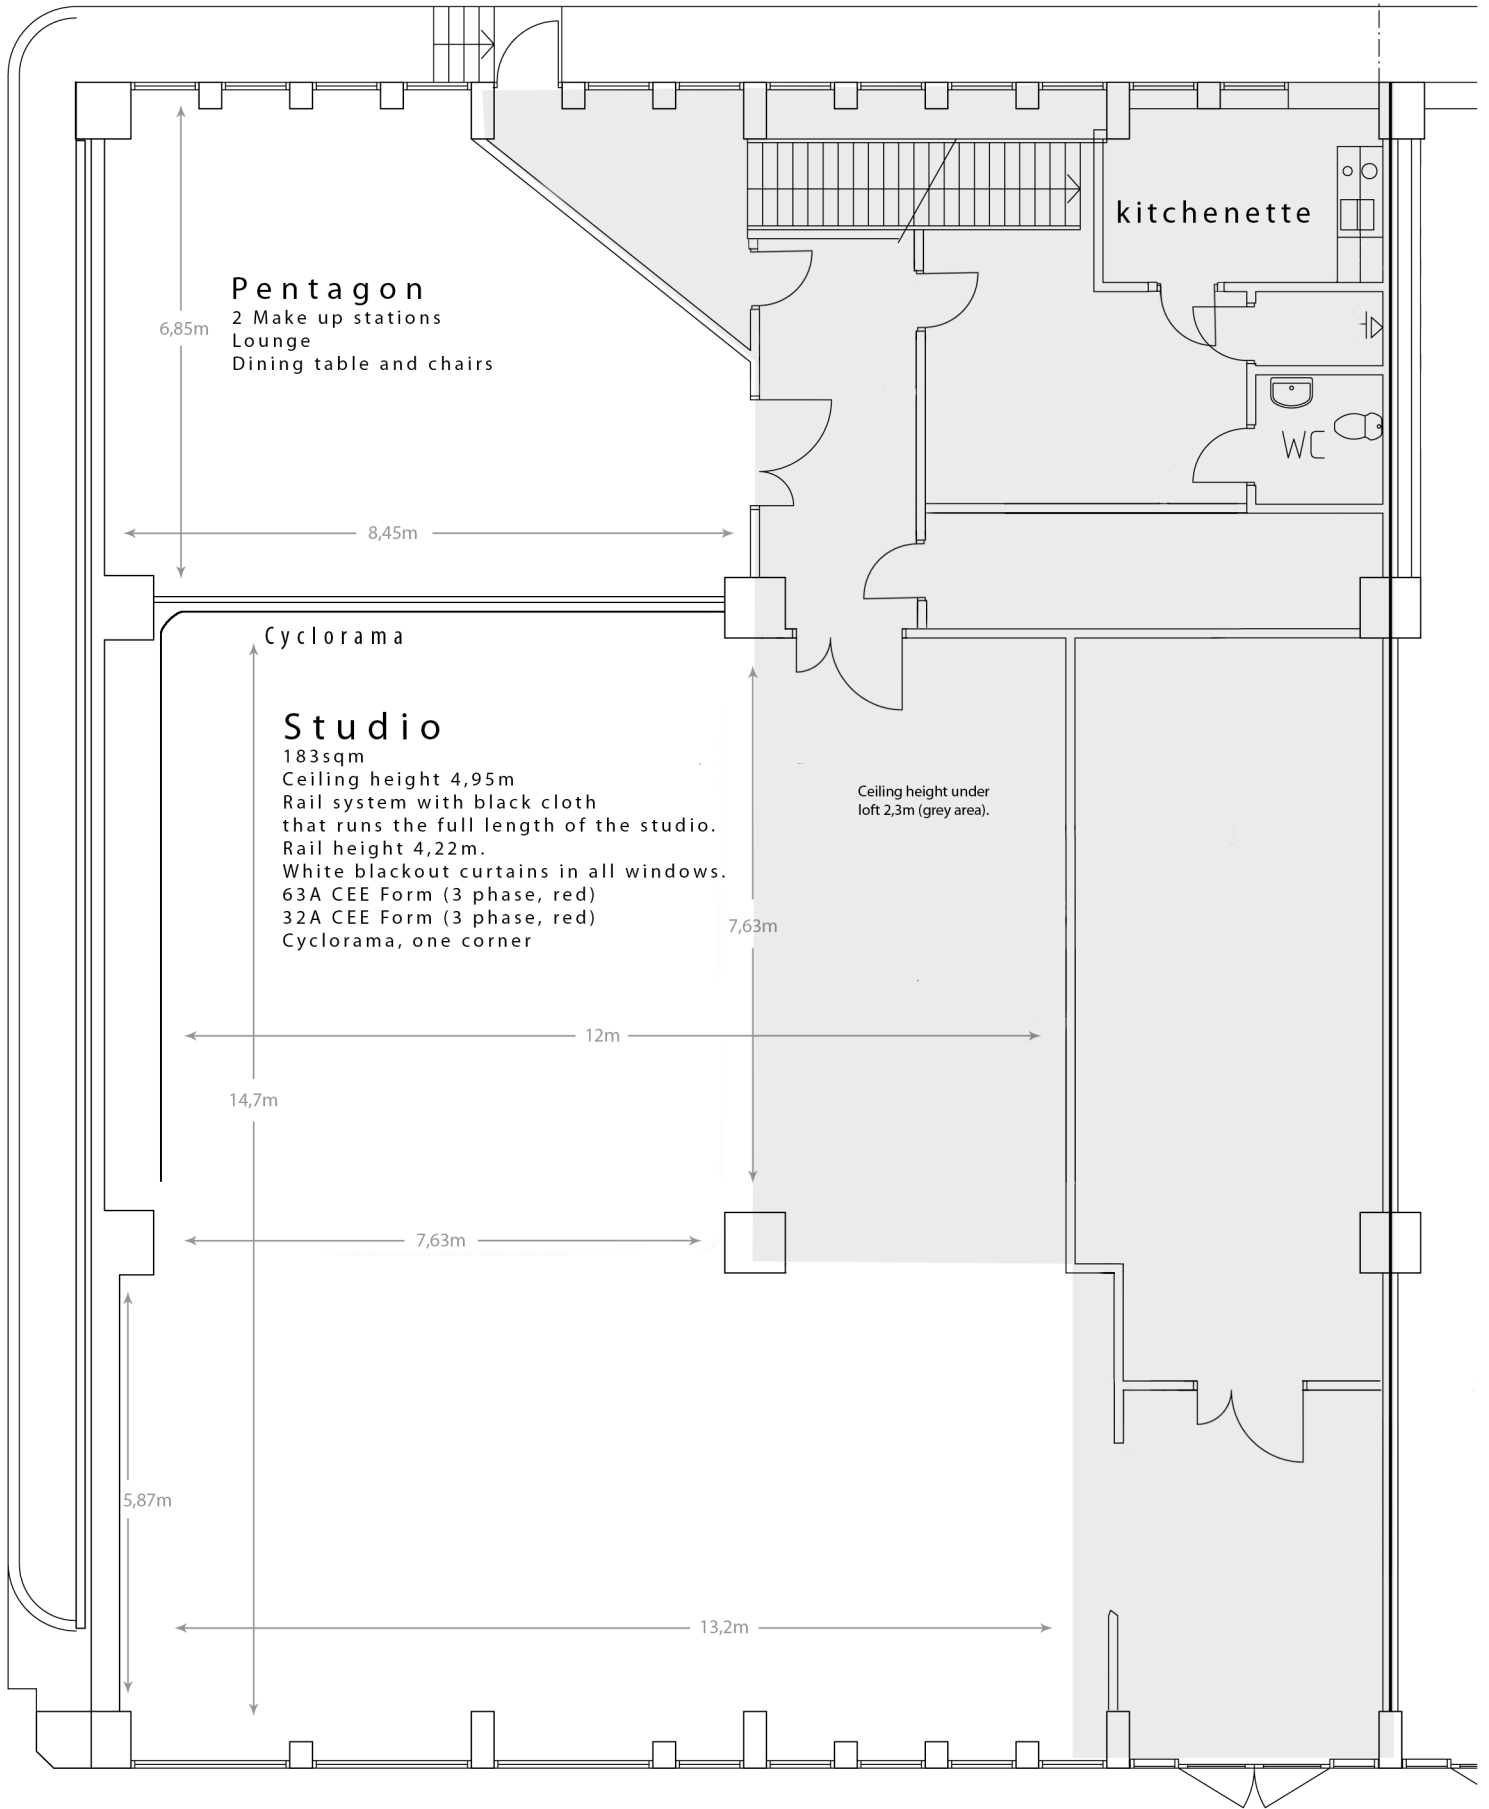 kitchenette
Pentagon
2 Make up stations
Lounge
Dining table and chairs
6,85m
WC
8,45m
Cyclorama
Studio
183sqm
Ceiling height 4,95m
Rail system with black cloth
that runs the full length of the studio.
Rail height 4,22m.
White blackout curtains in all windows.
63A CEE Form (3 phase, red)
32A CEE Form (3 phase, red)
Cyclorama, one corner
Ceiling height under
loft 2,3m (grey area).
7,63m
12m
14,7m
7,63m
5,87m
13,2m